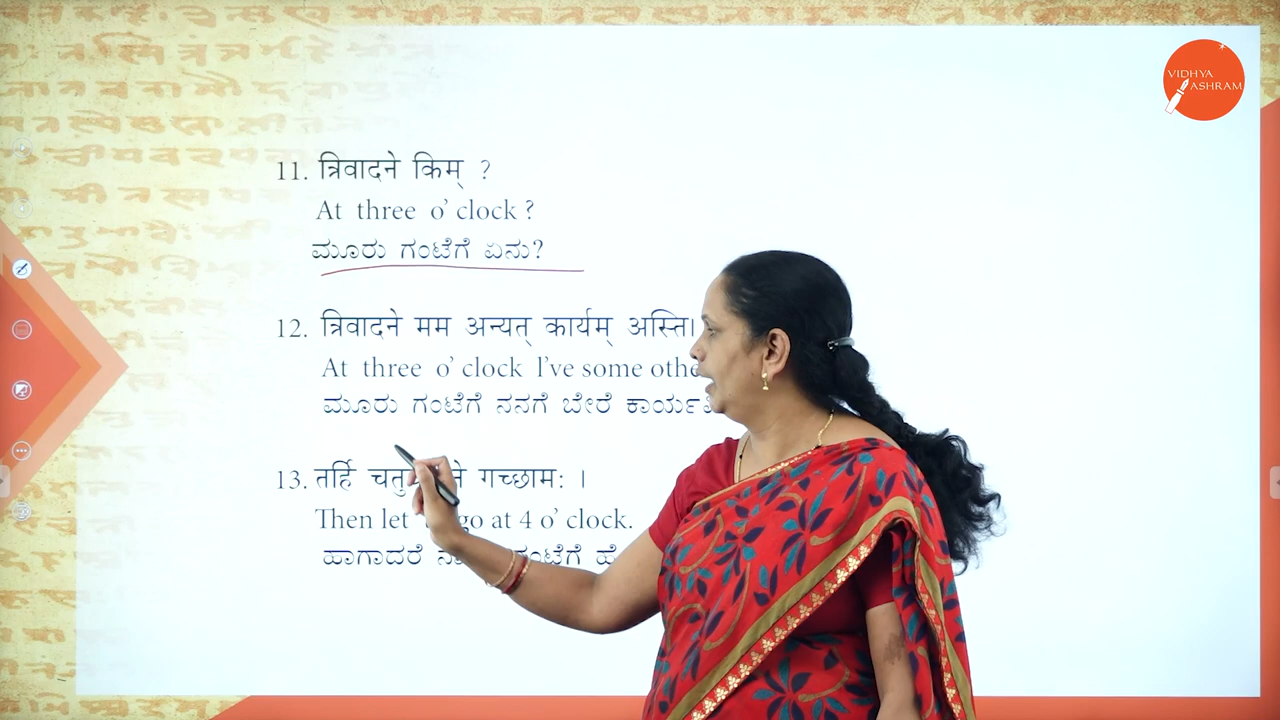 VIDHYA
ASHRAM
11. त्रिवादने किम् ?
At three o' clock ?
ಮೂರು ಗಂಟೆಗೆ ಏನು?
12. त्रिवादने मम अन्यत् कार्यम् अस्ति।
At three o' clock I've some
ಮೂರು ಗಂಟೆಗೆ ನನಗೆ ಬೇರೆ
13. तर्हि गच्छामः ।
Then let go at 4 o' clock.
ಹಾಗಾದರೆ ಗಂಟೆಗೆ